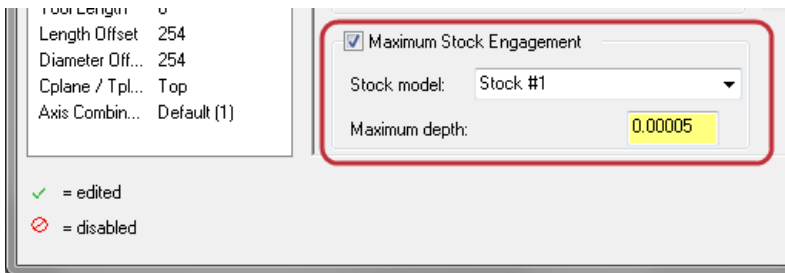 Tool Length 0
Length Offset 254
Diameter Off... 254
Cplane / Tpl... Top
Axis Combin... Default (1)
Maximum Stock Engagement
Stock model: Stock #1
Maximum depth: 0.00005
= edited
= disabled